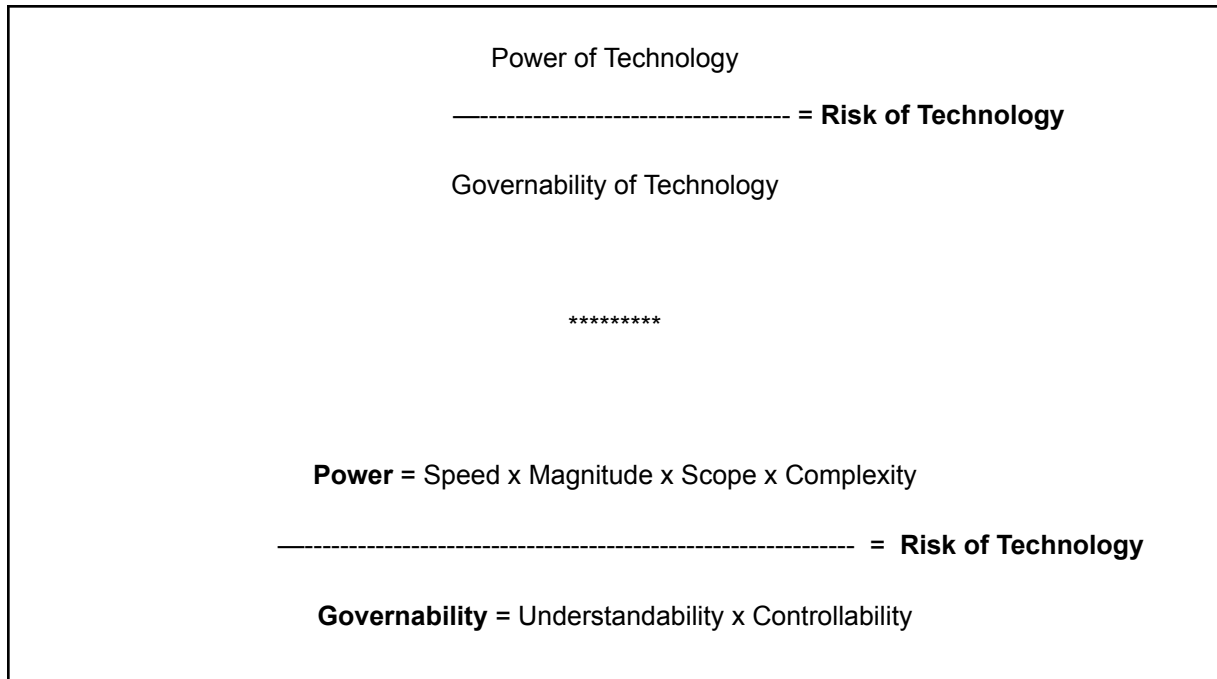 Power of Technology
—----------------------------------- = Risk of Technology
Governability of Technology
*********
Power = Speed x Magnitude x Scope x Complexity
—------------------------------------------------------------- = Risk of Technology
Governability = Understandability x Controllability